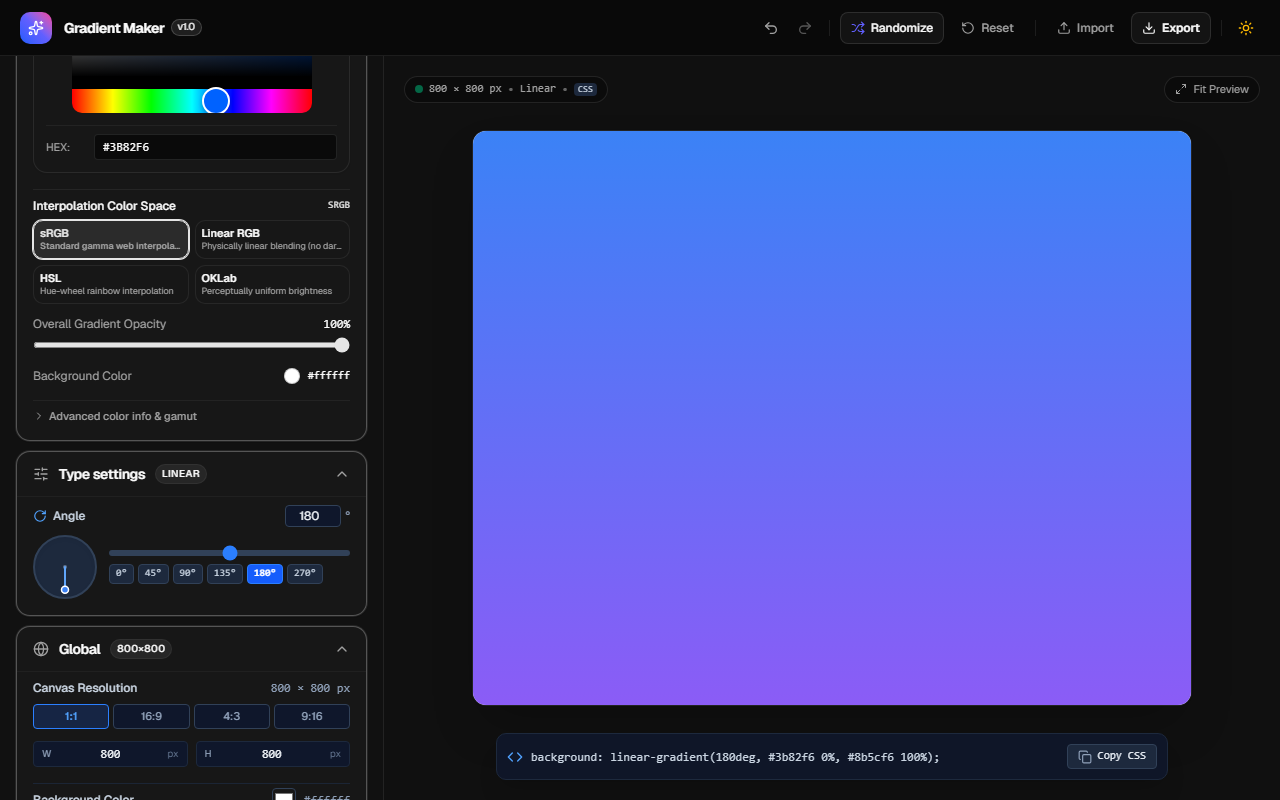 Gradient Maker v1.0
Randomize
Reset
Import
Export
800 × 800 px • Linear • CSS
Fit Preview
HEX: #3B82F6
Interpolation Color Space SRGB
sRGB
Standard gamma web interpola...
Linear RGB
Physically linear blending (no dar...
HSL
Hue-wheel rainbow interpolation
OKLab
Perceptually uniform brightness
Overall Gradient Opacity 100%
Background Color #ffffff
Advanced color info & gamut
Type settings LINEAR
Angle 180 °
0° 45° 90° 135° 180° 270°
Global 800×800
Canvas Resolution 800 × 800 px
1:1 16:9 4:3 9:16
W 800 px H 800 px
Background Color #ffffff
background: linear-gradient(180deg, #3b82f6 0%, #8b5cf6 100%);
Copy CSS